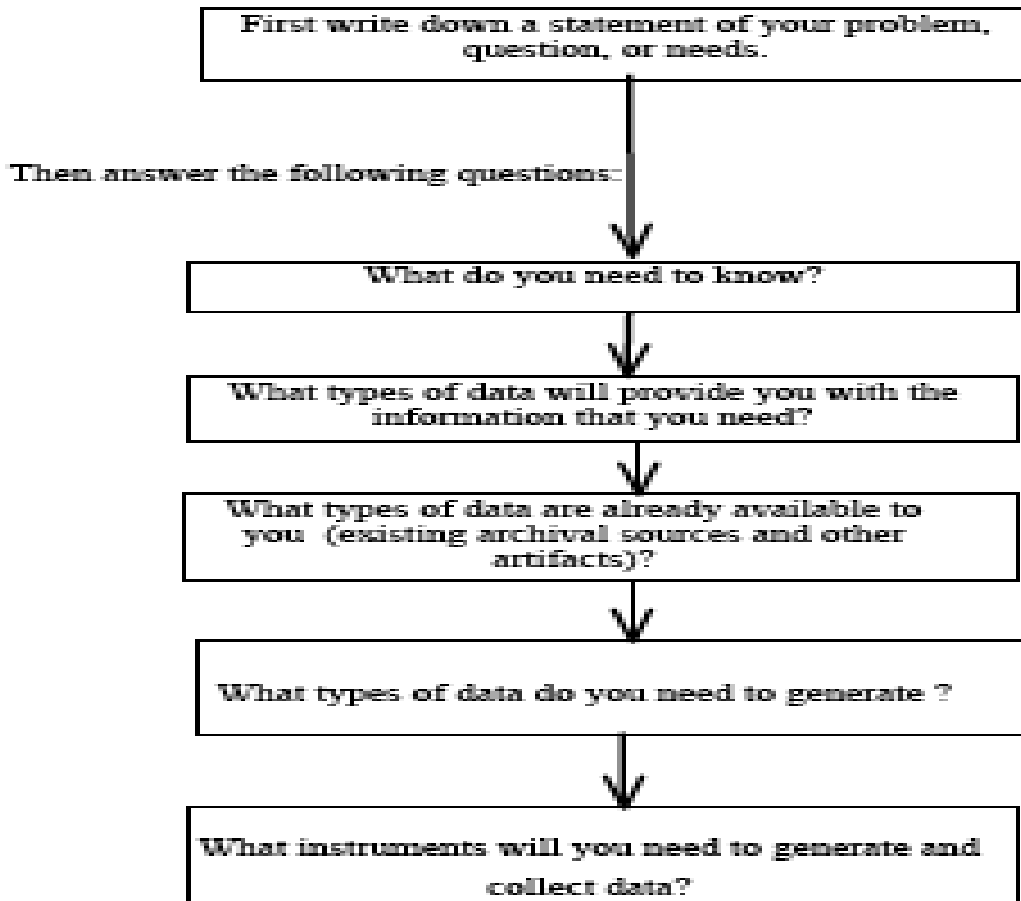 First write down a statement of your problem,
question, or needs.
Then answer the following questions:
What do you need to know?
What types of data will provide you with the
information that you need?
What types of data are already available to
you (existing archival sources and other
artifacts)?
What types of data do you need to generate ?
What instruments will you need to generate and
collect data?